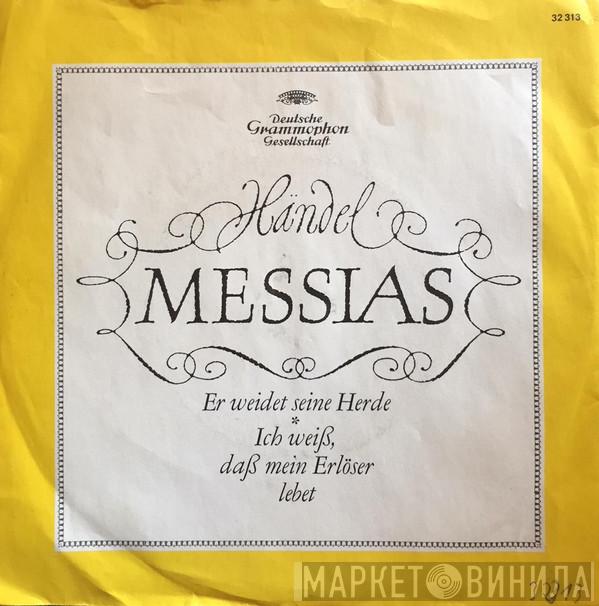 32 313
Deutsche
Grammophon
Gesellschaft
Händel
MESSIAS
Er weidet seine Herde
*
Ich weiß,
daß mein Erlöser
lebet
МАРКЕТ ВИНИЛА